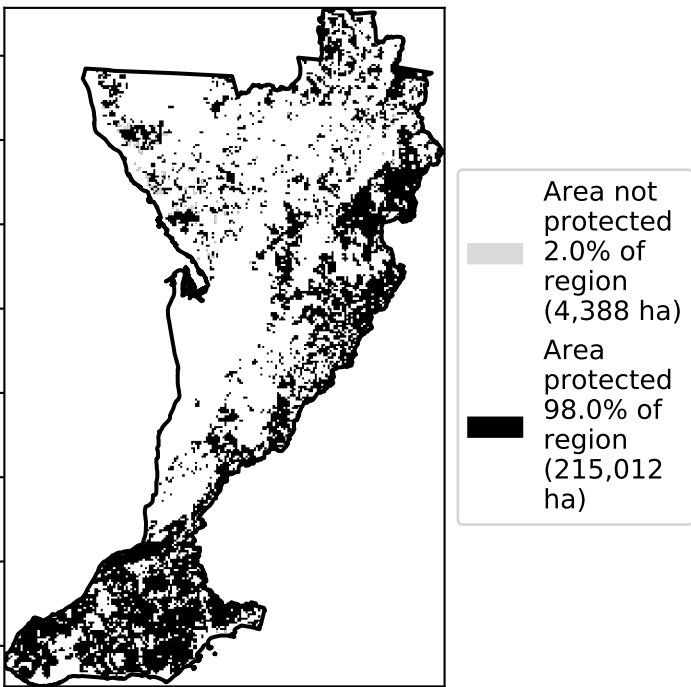 Area not
protected
2.0% of
region
(4,388 ha)
Area
protected
98.0% of
region
(215,012
ha)